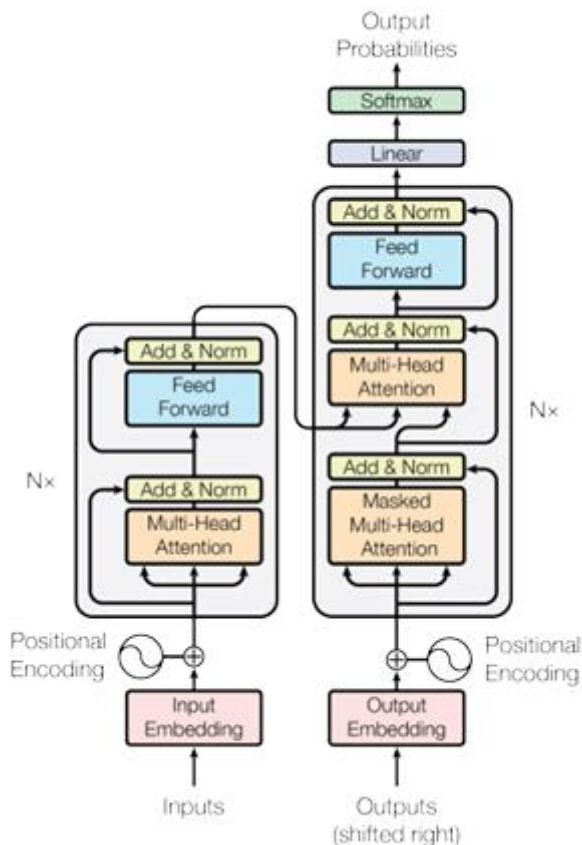 Output
Probabilities
Softmax
Linear
Add & Norm
Feed
Forward
Add & Norm
Multi-Head
Attention
Add & Norm
Masked
Multi-Head
Attention
Nx
Add & Norm
Feed
Forward
Add & Norm
Multi-Head
Attention
Nx
Positional
Encoding
Input
Embedding
Inputs
Positional
Encoding
Output
Embedding
Outputs
(shifted right)